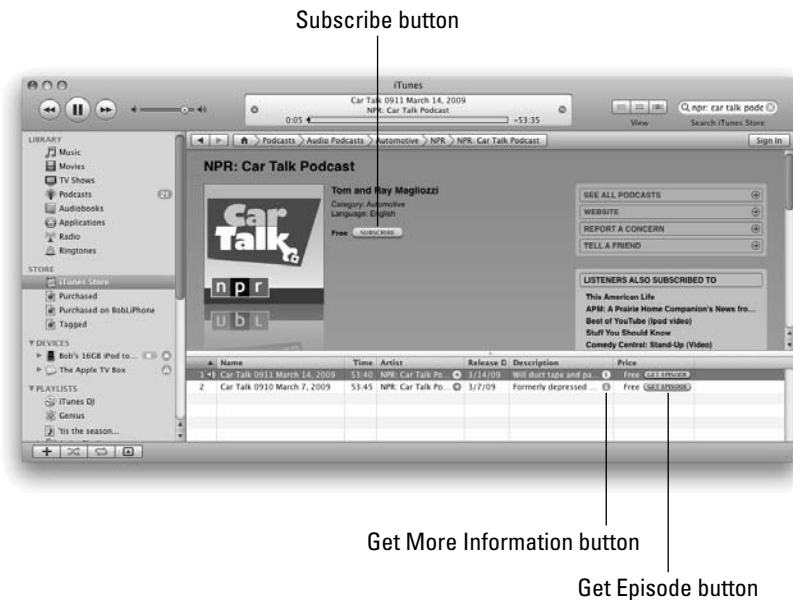 Subscribe button
iTunes
Car Talk 0911 March 14, 2009
NPR: Car Talk Podcast
0:05
-53:35
View
npr: car talk podc
Search iTunes Store
LIBRARY
Music
Movies
TV Shows
Podcasts
Audiobooks
Applications
Radio
Ringtones
STORE
iTunes Store
Purchased
Purchased on BobLiPhone
Tagged
DEVICES
Bob's 16GB iPod to...
The Apple TV Box
PLAYLISTS
iTunes DJ
Genius
'tis the season...
Podcasts Audio Podcasts Automotive NPR NPR: Car Talk Podcast
Sign In
NPR: Car Talk Podcast
Car Talk
npr
Tom and Ray Magliozzi
Category: Automotive
Language: English
Free SUBSCRIBE
SEE ALL PODCASTS
WEBSITE
REPORT A CONCERN
TELL A FRIEND
LISTENERS ALSO SUBSCRIBED TO
This American Life
APM: A Prairie Home Companion's News fro...
Best of YouTube (Ipod video)
Stuff You Should Know
Comedy Central: Stand-Up (Video)
Name Time Artist Release D Description Price
1 Car Talk 0911 March 14, 2009 53:40 NPR: Car Talk Po... 3/14/09 Will duct tape and pa... Free GET EPISODE
2 Car Talk 0910 March 7, 2009 53:45 NPR: Car Talk Po... 3/7/09 Formerly depressed ... Free GET EPISODE
Get More Information button
Get Episode button